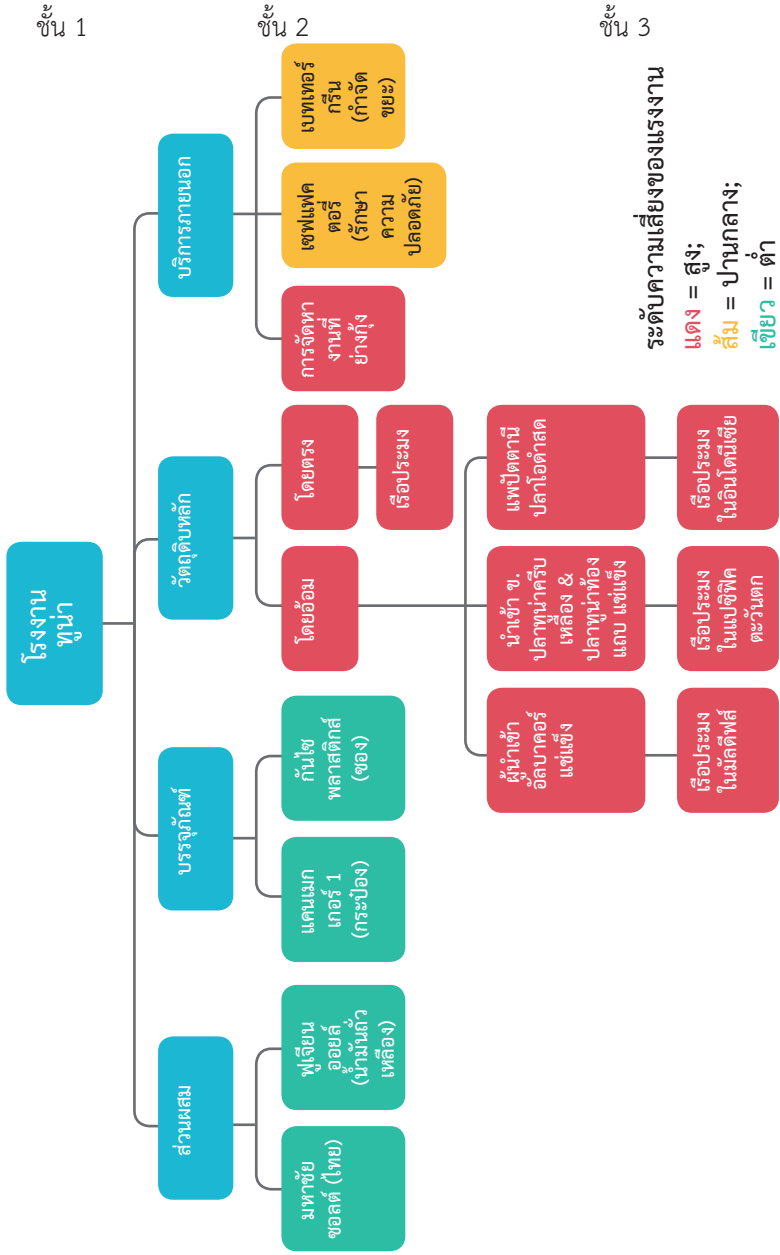 ชั้น 1
ชั้น 2
ชั้น 3
โรงงาน
ทูน่า
ส่วนผสม
บรรจุภัณฑ์
วัตถุดิบหลัก
บริการภายนอก
มหาชัย
ซอลต์ (ไทย)
ฟูเจียน
ออยล์
(น้ำมันถั่ว
เหลือง)
แคนเมก
เกอร์ 1
(กระป๋อง)
กันไซ
พลาสติกส์
(ซอง)
โดยอ้อม
โดยตรง
เรือประมง
การจัดหา
งานที่
ย่างกุ้ง
เซฟแฟค
ตอรี
(รักษา
ความ
ปลอดภัย)
เบทเทอร์
กรีน
(กำจัด
ขยะ)
ผู้นำเข้า
อัลบาคอร์
แช่แข็ง
นำเข้า ข.
ปลาทูน่าครีบ
เหลือง &
ปลาทูน่าท้อง
แถบ แช่แข็ง
แพปัตตานี
ปลาโอดำสด
เรือประมง
ในมัลดีฟส์
เรือประมง
ในแปซิฟิค
ตะวันตก
เรือประมง
ในอินโดนีเซีย
ระดับความเสี่ยงของแรงงาน
แดง = สูง;
ส้ม = ปานกลาง;
เขียว = ต่ำ